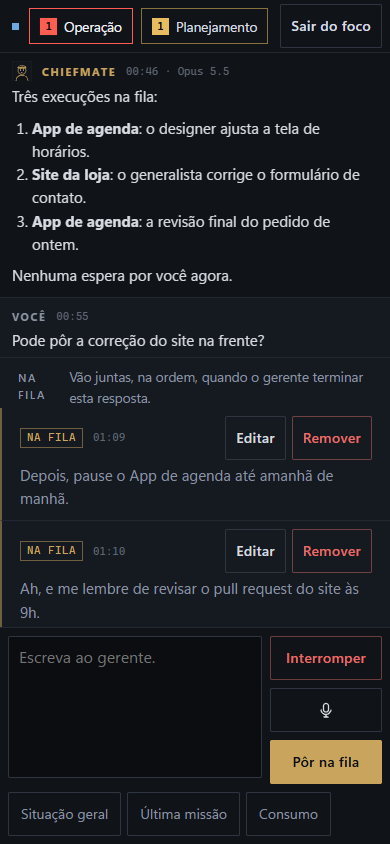 1 Operação
1 Planejamento
Sair do foco
CHIEFMATE 00:46 · Opus 5.5
Três execuções na fila:
1. App de agenda: o designer ajusta a tela de
horários.
2. Site da loja: o generalista corrige o formulário de
contato.
3. App de agenda: a revisão final do pedido de
ontem.
Nenhuma espera por você agora.
VOCÊ 00:55
Pode pôr a correção do site na frente?
NA
FILA
Vão juntas, na ordem, quando o gerente terminar
esta resposta.
NA FILA 01:09
Editar
Remover
Depois, pause o App de agenda até amanhã de
manhã.
NA FILA 01:10
Editar
Remover
Ah, e me lembre de revisar o pull request do site às
9h.
Escreva ao gerente.
Interromper
Pôr na fila
Situação geral
Última missão
Consumo